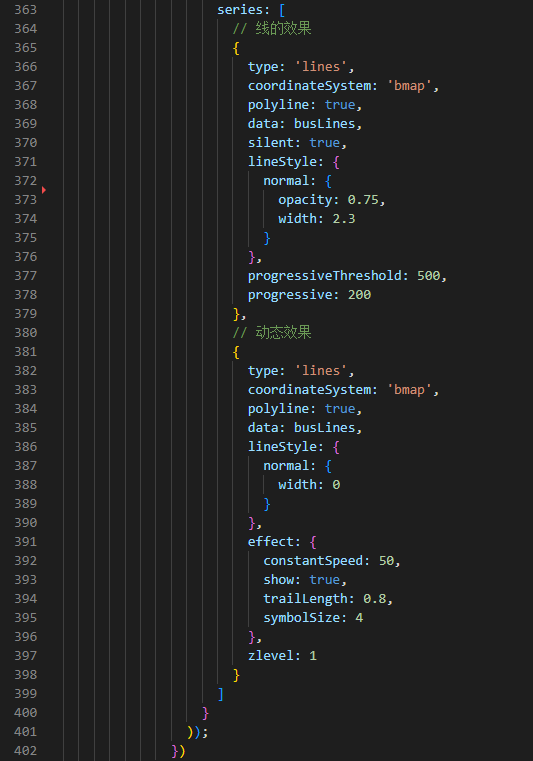 363 series: [
364 // 线的效果
365 {
366 type: 'lines',
367 coordinateSystem: 'bmap',
368 polyline: true,
369 data: busLines,
370 silent: true,
371 lineStyle: {
372 normal: {
373 opacity: 0.75,
374 width: 2.3
375 }
376 },
377 progressiveThreshold: 500,
378 progressive: 200
379 },
380 // 动态效果
381 {
382 type: 'lines',
383 coordinateSystem: 'bmap',
384 polyline: true,
385 data: busLines,
386 lineStyle: {
387 normal: {
388 width: 0
389 }
390 },
391 effect: {
392 constantSpeed: 50,
393 show: true,
394 trailLength: 0.8,
395 symbolSize: 4
396 },
397 zlevel: 1
398 }
399 ]
400 }
401 ));
402 })